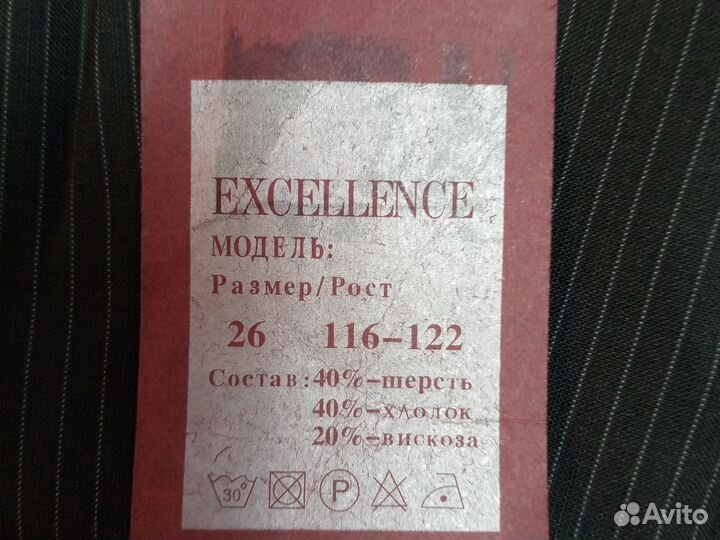 EXCELLENCE
МОДЕЛЬ:
Размер/Рост
26 116-122
Состав:40%-шерсть
40%-хлопок
20%-вискоза
30°
P
Avito